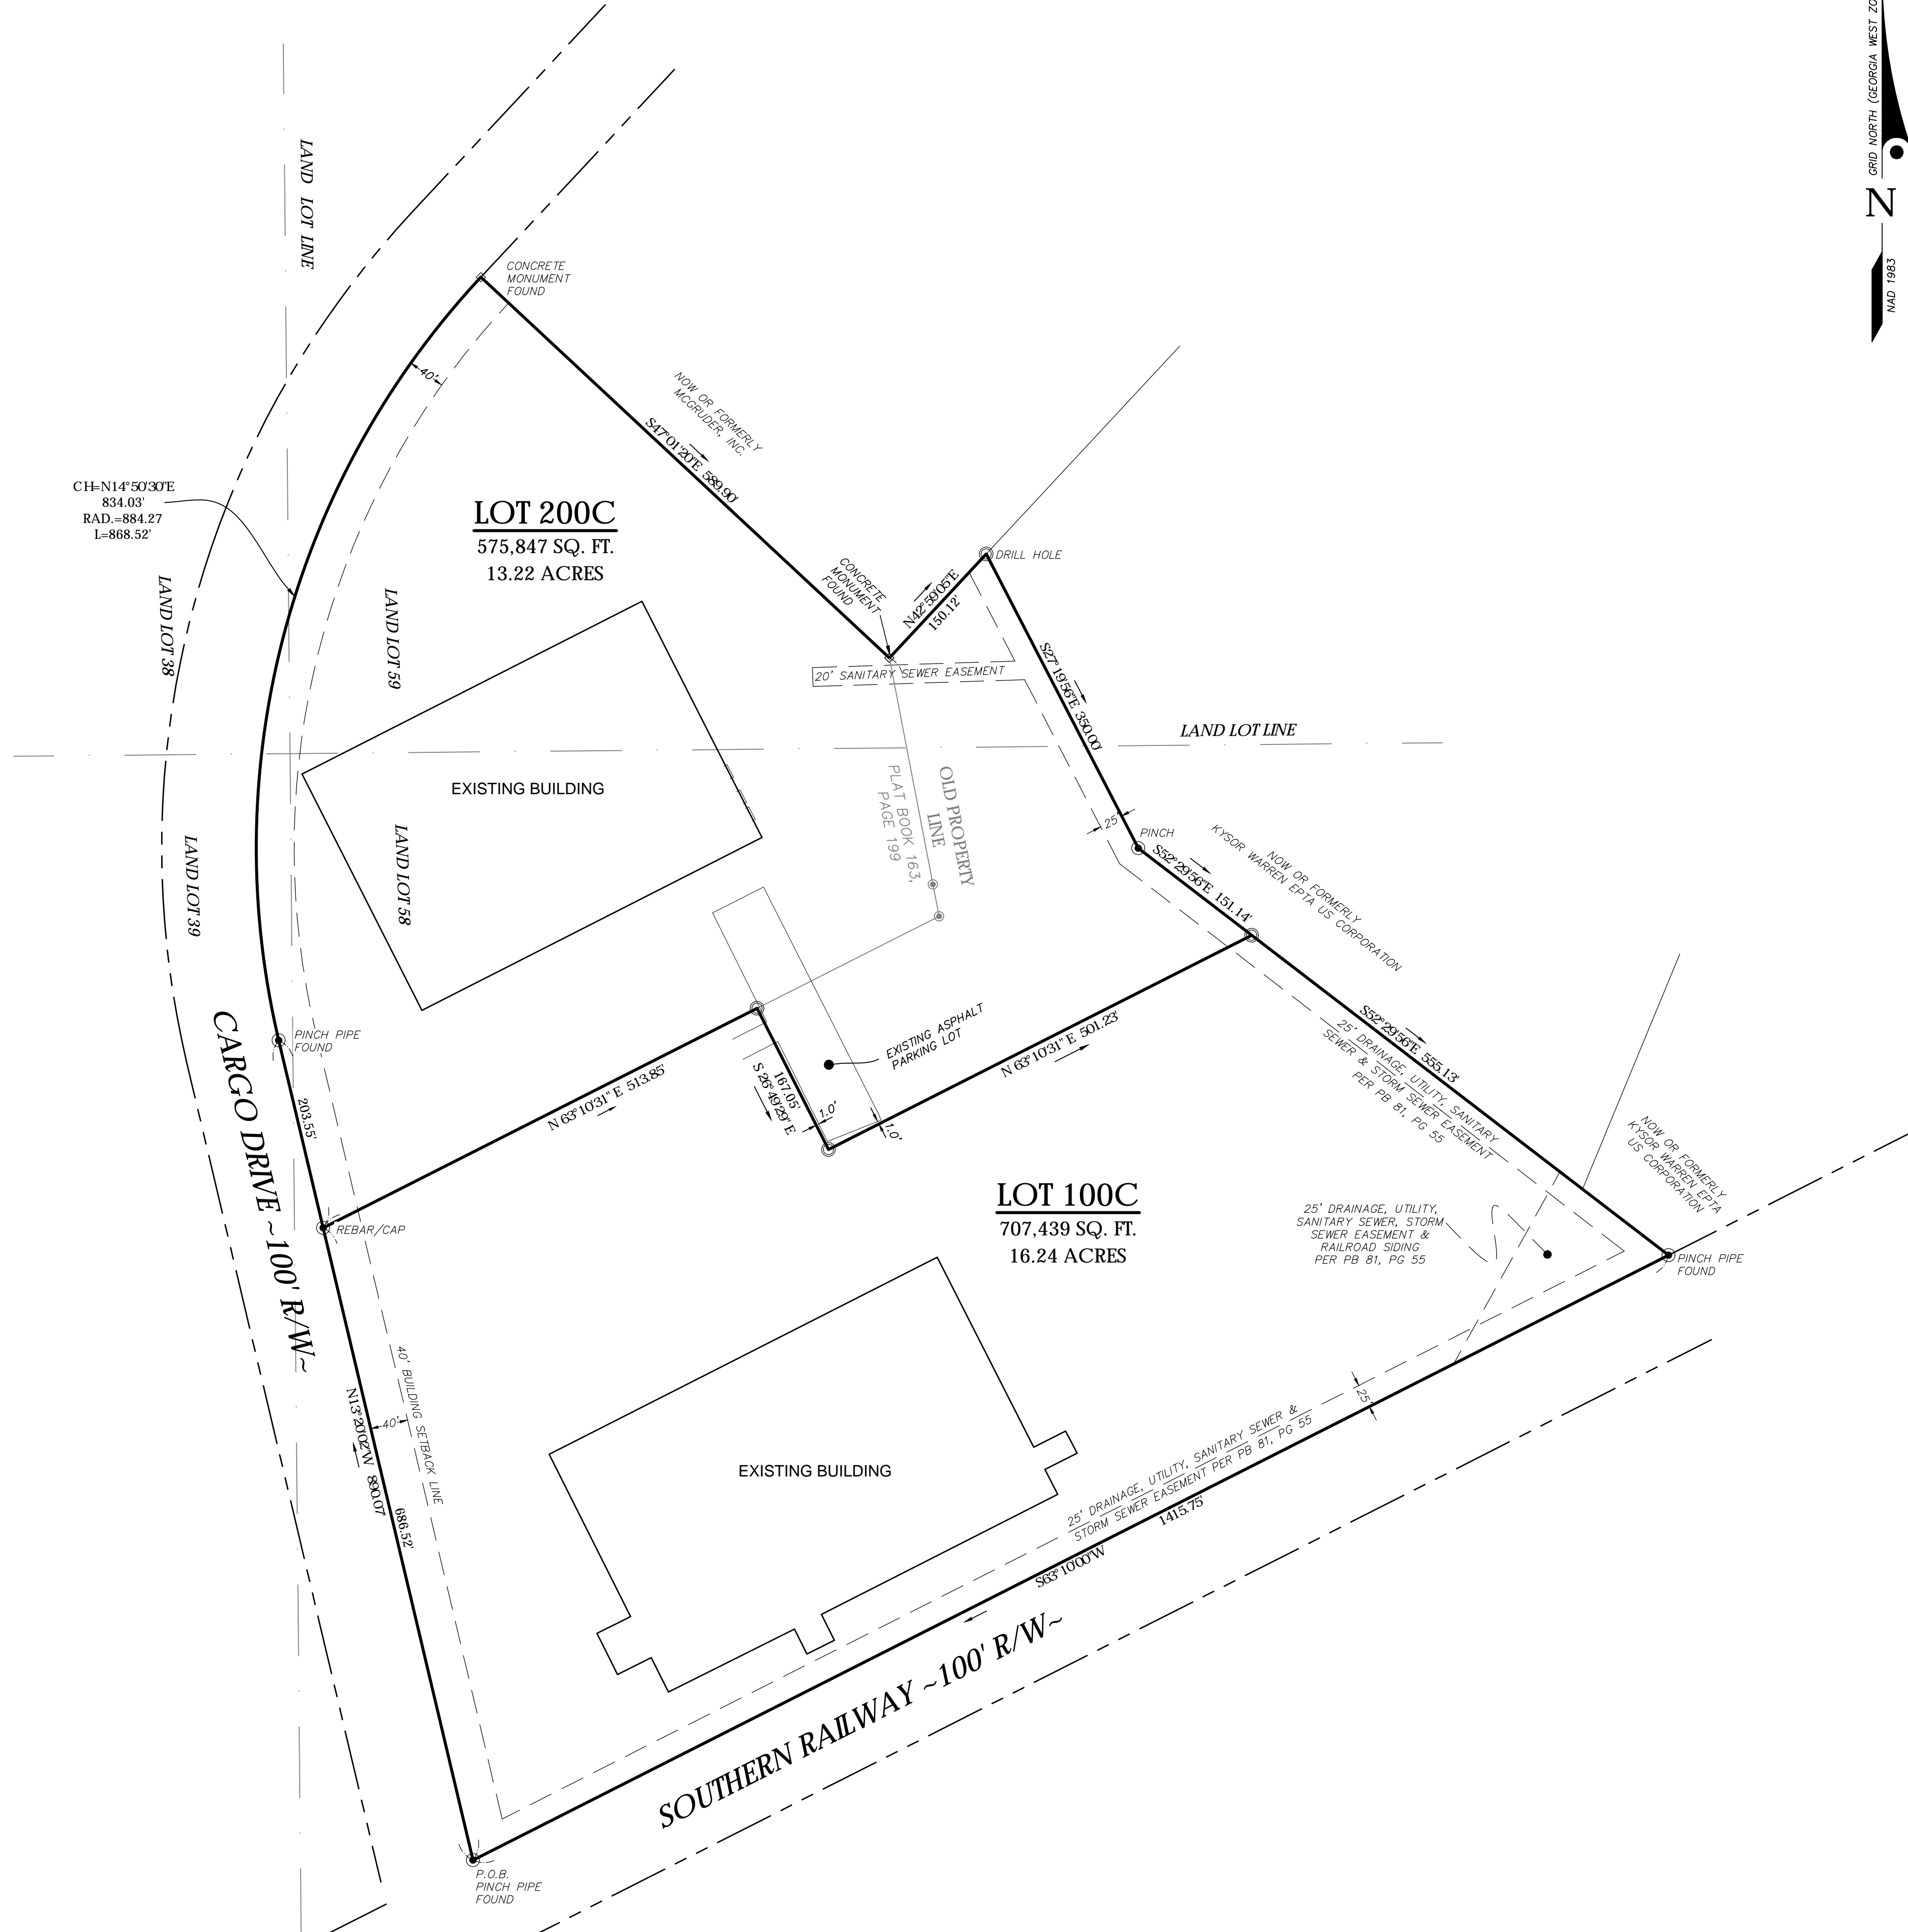 GRID NORTH (GEORGIA WEST
N
NAD 1983
LAND LOT LINE
CONCRETE
MONUMENT
FOUND
40'
NOW OR FORMERLY
MCGRUDER, INC.
S47°01'20"E 589.90'
CH=N14°50'30"E
834.03'
RAD.=884.27
L=868.52'
LOT 200C
575,847 SQ. FT.
13.22 ACRES
CONCRETE
MONUMENT
FOUND
N42°59'05"E
150.12'
DRILL HOLE
LAND LOT 38
LAND LOT 59
20' SANITARY SEWER EASEMENT
S27°19'56"E 350.00'
LAND LOT LINE
EXISTING BUILDING
OLD PROPERTY
LINE
PLAT BOOK 163,
PAGE 199
LAND LOT 39
LAND LOT 58
25'
PINCH
S52°29'56"E 151.14'
NOW OR FORMERLY
KYSOR WARREN EPTA US CORPORATION
PINCH PIPE
FOUND
CARGO DRIVE ~100' R/W~
203.55'
N 63°10'31" E 513.85'
167.05'
S 26°49'29" E
EXISTING ASPHALT
PARKING LOT
1.0'
1.0'
N 63°10'31" E 501.23'
S52°29'56"E 555.13'
25' DRAINAGE, UTILITY, SANITARY
SEWER & STORM SEWER EASEMENT
PER PB 81, PG 55
NOW OR FORMERLY
KYSOR WARREN EPTA
US CORPORATION
REBAR/CAP
LOT 100C
707,439 SQ. FT.
16.24 ACRES
25' DRAINAGE, UTILITY,
SANITARY SEWER, STORM
SEWER EASEMENT &
RAILROAD SIDING
PER PB 81, PG 55
PINCH PIPE
FOUND
40' BUILDING SETBACK LINE
N13°20'02"W 890.07
40'
686.52'
EXISTING BUILDING
25'
25' DRAINAGE, UTILITY, SANITARY SEWER &
STORM SEWER EASEMENT PER PB 81, PG 55
1415.75'
S63°10'00"W
SOUTHERN RAILWAY ~100' R/W~
P.O.B.
PINCH PIPE
FOUND